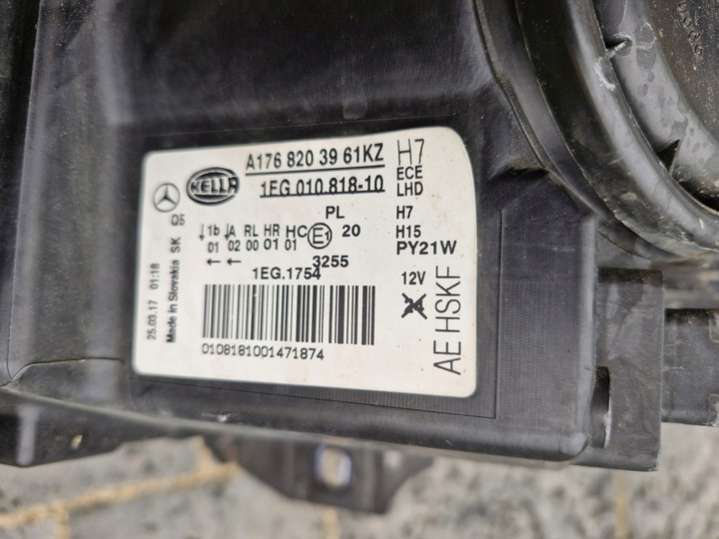 HELLA
A176 820 39 61KZ
1EG 010.818-10
H7
ECE
LHD
H7
H15
PY21W
12V
X
AE HSKF
05
PL
1b A RL HR HC E1 20
01 02 00 01 01
← ←
3255
1EG.1754
25.03.17 01:18
Made in Slovakia SK
0108181001471874